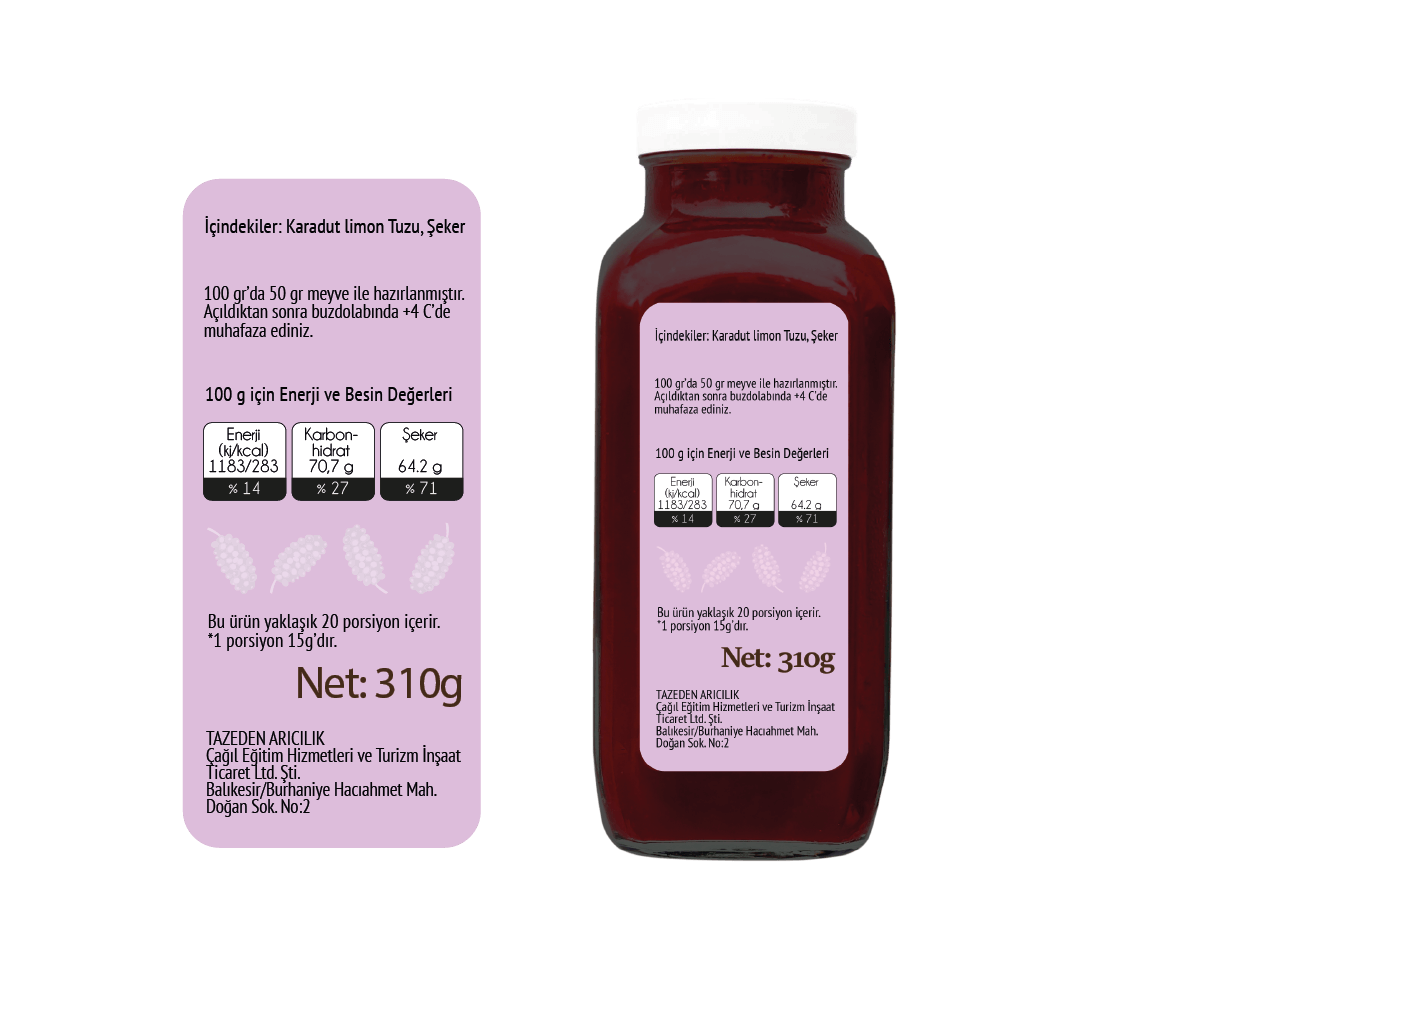 İçindekiler: Karadut limon Tuzu, Şeker
100 gr’da 50 gr meyve ile hazırlanmıştır.
Açıldıktan sonra buzdolabında +4 C’de
muhafaza ediniz.
100 g için Enerji ve Besin Değerleri
Enerji
(kj/kcal)
1183/283
% 14
Karbon-
hidrat
70,7 g
% 27
Şeker
64.2 g
% 71
Bu ürün yaklaşık 20 porsiyon içerir.
*1 porsiyon 15g’dır.
Net: 310g
TAZEDEN ARICILIK
Çağıl Eğitim Hizmetleri ve Turizm İnşaat
Ticaret Ltd. Şti.
Balıkesir/Burhaniye Hacıahmet Mah.
Doğan Sok. No:2
İçindekiler: Karadut limon Tuzu, Şeker
100 gr’da 50 gr meyve ile hazırlanmıştır.
Açıldıktan sonra buzdolabında +4 C’de
muhafaza ediniz.
100 g için Enerji ve Besin Değerleri
Enerji
(kj/kcal)
1183/283
% 14
Karbon-
hidrat
70,7 g
% 27
Şeker
64.2 g
% 71
Bu ürün yaklaşık 20 porsiyon içerir.
*1 porsiyon 15g’dır.
Net: 310g
TAZEDEN ARICILIK
Çağıl Eğitim Hizmetleri ve Turizm İnşaat
Ticaret Ltd. Şti.
Balıkesir/Burhaniye Hacıahmet Mah.
Doğan Sok. No:2